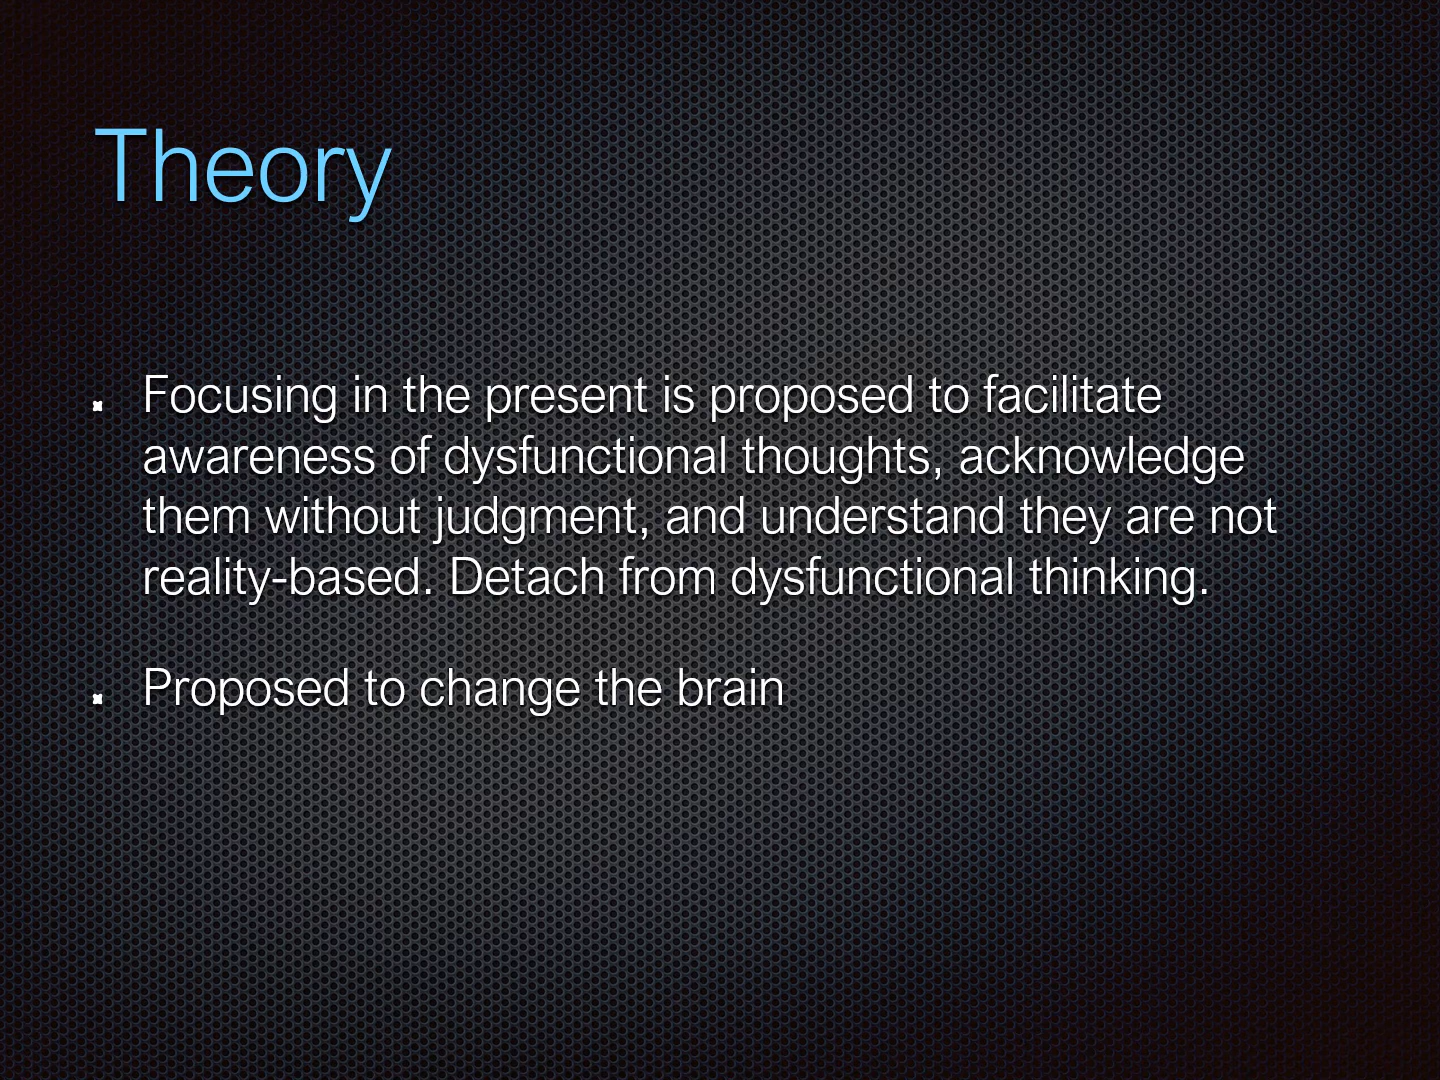 Theory
Focusing in the present is proposed to facilitate
awareness of dysfunctional thoughts, acknowledge
them without judgment, and understand they are not
reality-based. Detach from dysfunctional thinking.
Proposed to change the brain